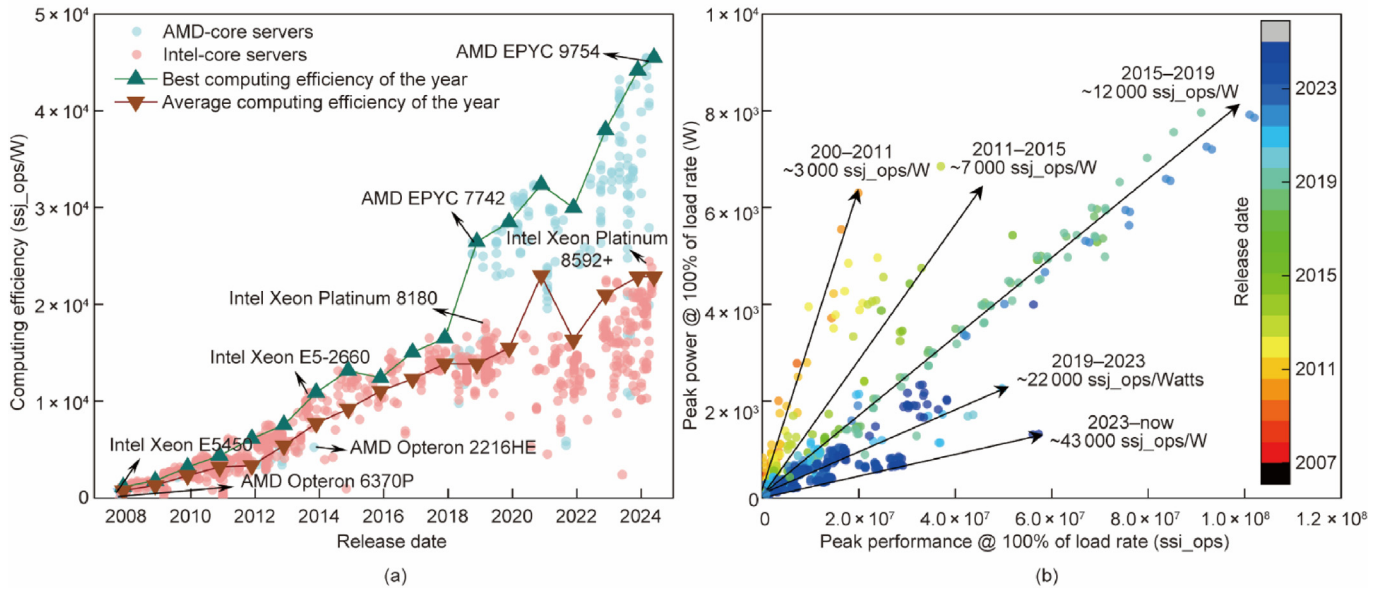 5 × 10⁴
4 × 10⁴
3 × 10⁴
2 × 10⁴
1 × 10⁴
0
Computing efficiency (ssj_ops/W)
AMD-core servers
Intel-core servers
Best computing efficiency of the year
Average computing efficiency of the year
AMD EPYC 9754
AMD EPYC 7742
Intel Xeon Platinum
8592+
Intel Xeon Platinum 8180
Intel Xeon E5-2660
Intel Xeon E5450
AMD Opteron 2216HE
AMD Opteron 6370P
2008 2010 2012 2014 2016 2018 2020 2022 2024
Release date
(a)
1 × 10⁴
8 × 10³
6 × 10³
4 × 10³
2 × 10³
0
Peak power @ 100% of load rate (W)
200–2011
~3 000 ssj_ops/W
2011–2015
~7 000 ssj_ops/W
2015–2019
~12 000 ssj_ops/W
2019–2023
~22 000 ssj_ops/Watts
2023–now
~43 000 ssj_ops/W
Release date
2023
2019
2015
2011
2007
0 2.0 × 10⁷ 4.0 × 10⁷ 6.0 × 10⁷ 8.0 × 10⁷ 1.0 × 10⁸ 1.2 × 10⁸
Peak performance @ 100% of load rate (ssi_ops)
(b)